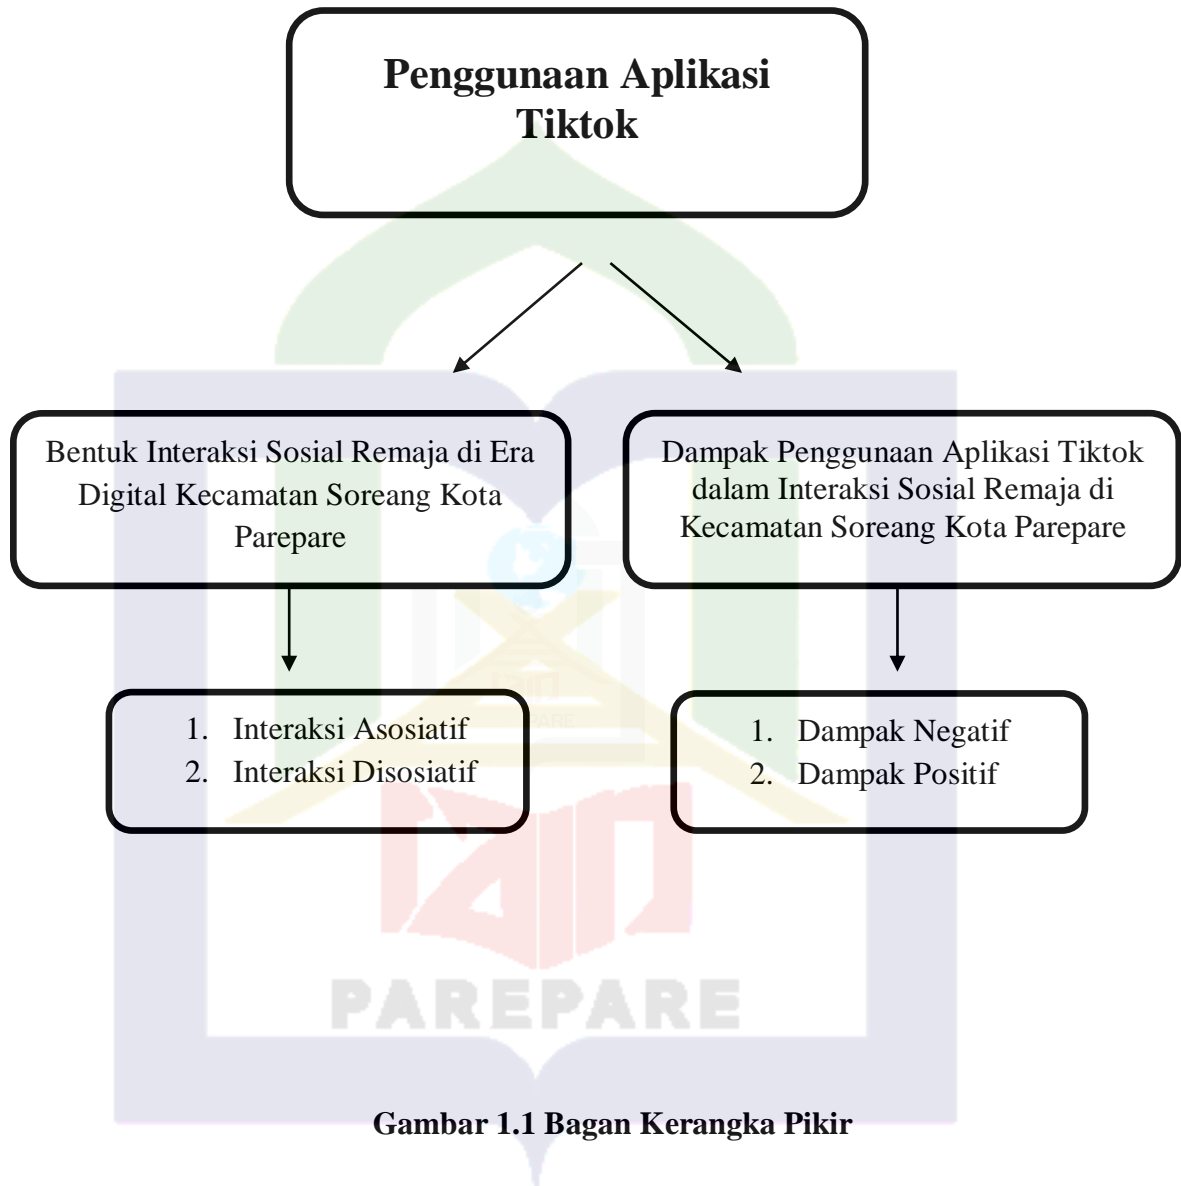 Penggunaan Aplikasi
Tiktok
Bentuk Interaksi Sosial Remaja di Era
Digital Kecamatan Soreang Kota
Parepare
Dampak Penggunaan Aplikasi Tiktok
dalam Interaksi Sosial Remaja di
Kecamatan Soreang Kota Parepare
1. Interaksi Asosiatif
2. Interaksi Disosiatif
1. Dampak Negatif
2. Dampak Positif
PAREPARE
Gambar 1.1 Bagan Kerangka Pikir